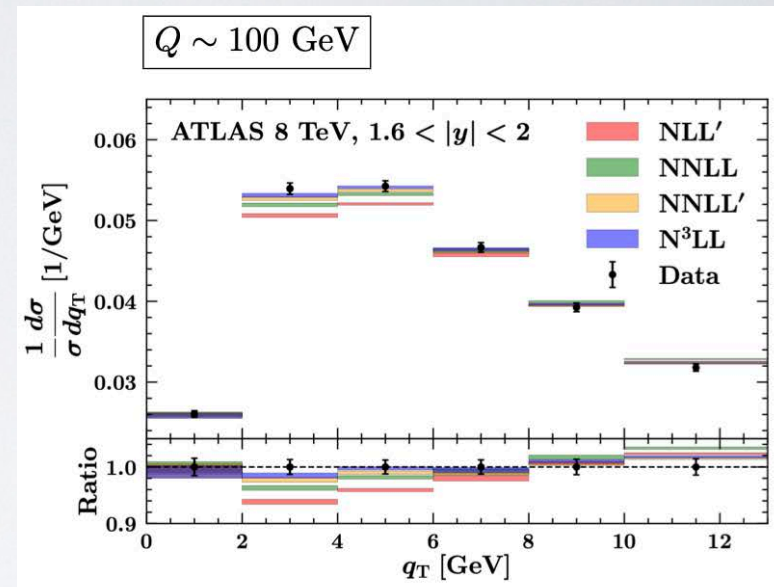 Q ∼ 100 GeV
ATLAS 8 TeV, 1.6 < |y| < 2
NLL′
NNLL
NNLL′
N³LL
Data
1/σ dσ/dq_T [1/GeV]
0.06
0.05
0.04
0.03
Ratio
1.0
0.9
0 2 4 6 8 10 12
q_T [GeV]